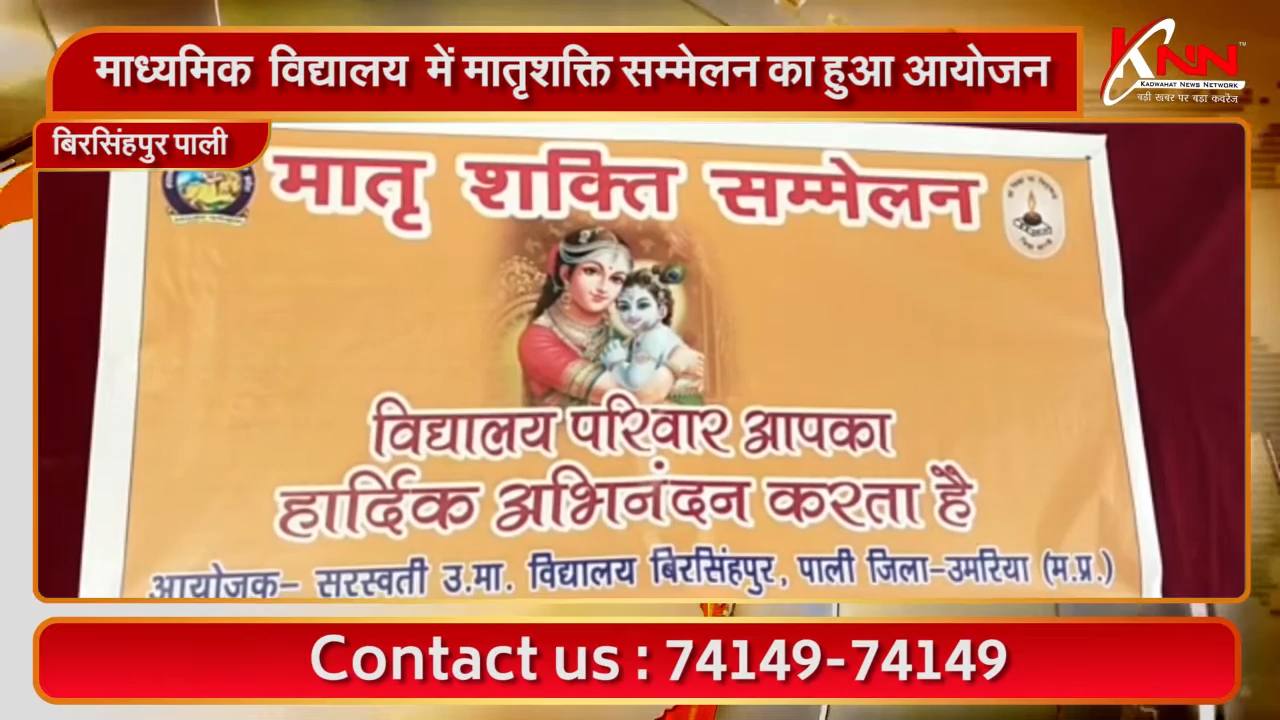 माध्यमिक विद्यालय में मातृशक्ति सम्मेलन का हुआ आयोजन
KNN
TM
KADWAHAT NEWS NETWORK
बड़ी खबर पर बड़ा कवरेज
बिरसिंहपुर पाली
मातृ शक्ति सम्मेलन
विद्यालय परिवार आपका
हार्दिक अभिनंदन करता है
आयोजक- सरस्वती उ.मा. विद्यालय बिरसिंहपुर, पाली जिला-उमरिया (म.प्र.)
Contact us : 74149-74149